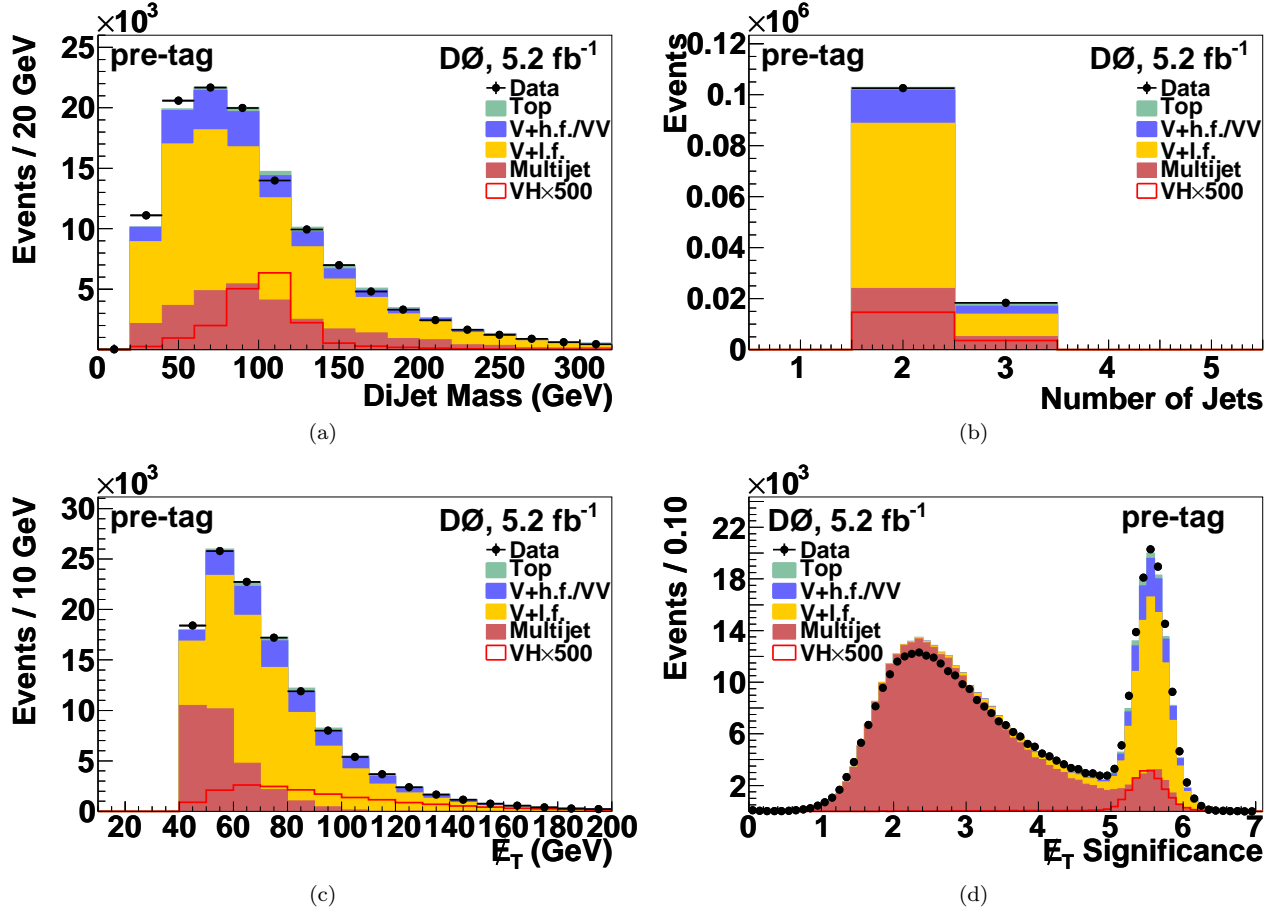 ×10³
pre-tag
DØ, 5.2 fb⁻¹
Data
Top
V+h.f./VV
V+l.f.
Multijet
VH×500
Events / 20 GeV
25
20
15
10
5
0
0 50 100 150 200 250 300
DiJet Mass (GeV)
(a)
×10⁶
pre-tag
DØ, 5.2 fb⁻¹
Data
Top
V+h.f./VV
V+l.f.
Multijet
VH×500
Events
0.12
0.1
0.08
0.06
0.04
0.02
0
1 2 3 4 5
Number of Jets
(b)
×10³
pre-tag
DØ, 5.2 fb⁻¹
Data
Top
V+h.f./VV
V+l.f.
Multijet
VH×500
Events / 10 GeV
30
25
20
15
10
5
0
20 40 60 80 100 120 140 160 180 200
E̸_T (GeV)
(c)
×10³
DØ, 5.2 fb⁻¹
pre-tag
Data
Top
V+h.f./VV
V+l.f.
Multijet
VH×500
Events / 0.10
22
18
14
10
6
2
0 1 2 3 4 5 6 7
E̸_T Significance
(d)